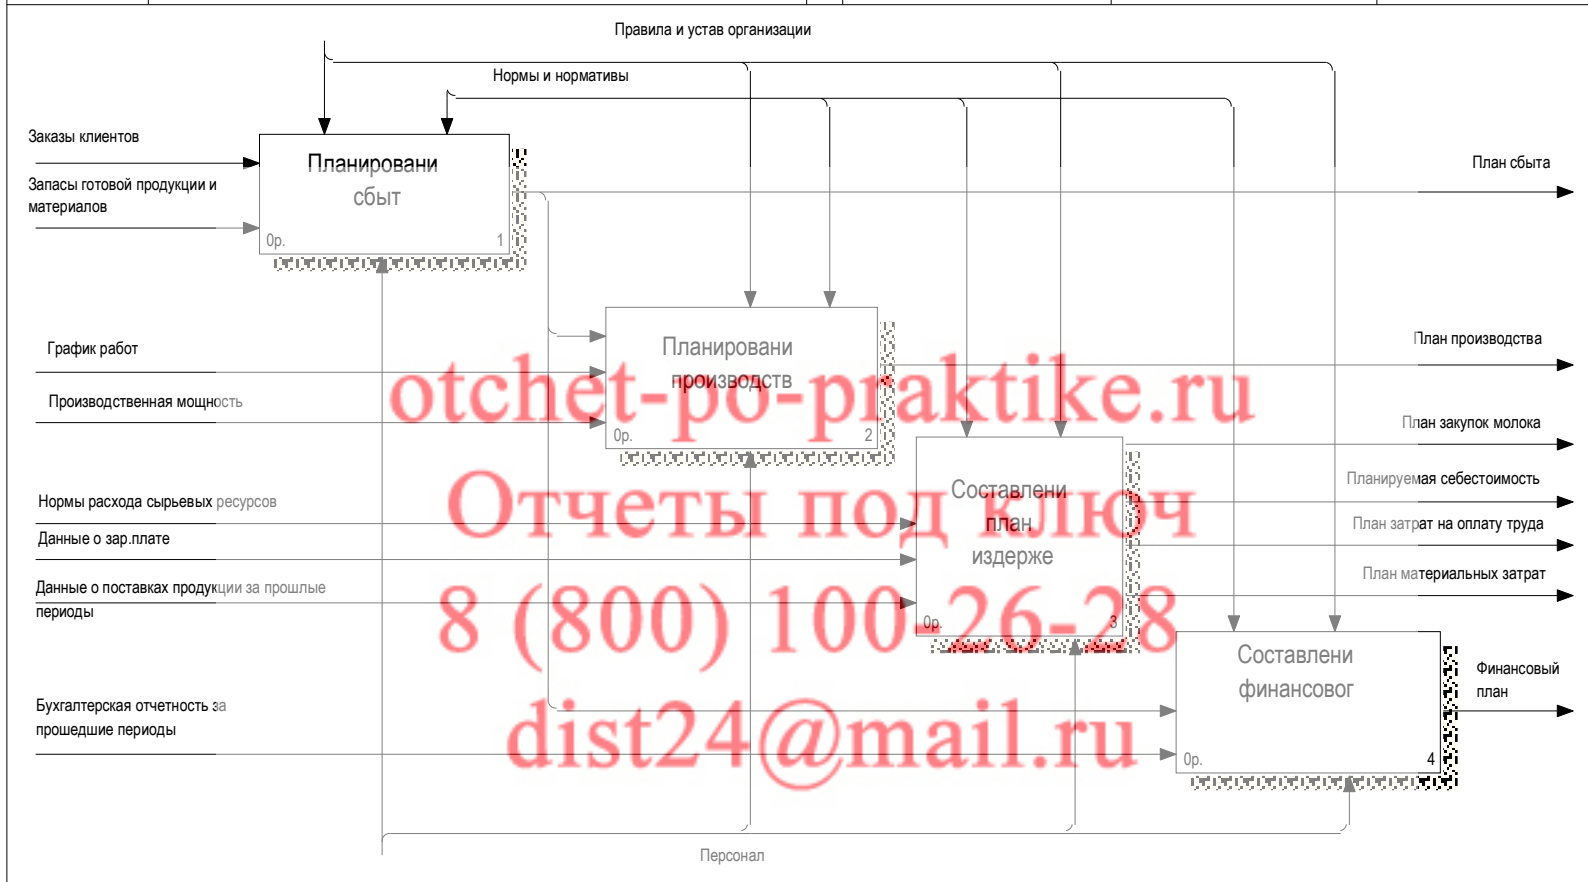 Правила и устав организации
Нормы и нормативы
Заказы клиентов
Запасы готовой продукции и
материалов
Планировани
сбыт
0р.
1
План сбыта
График работ
Производственная мощность
Планировани
производств
0р.
2
План производства
План закупок молока
Планируемая себестоимость
План затрат на оплату труда
План материальных затрат
Нормы расхода сырьевых ресурсов
Данные о зар.плате
Данные о поставках продукции за прошлые
периоды
Составлени
план
издерже
0р.
3
Бухгалтерская отчетность за
прошедшие периоды
Составлени
финансовог
0р.
4
Финансовый
план
Персонал
otchet-po-praktike.ru
Отчеты под ключ
8 (800) 100-26-28
dist24@mail.ru